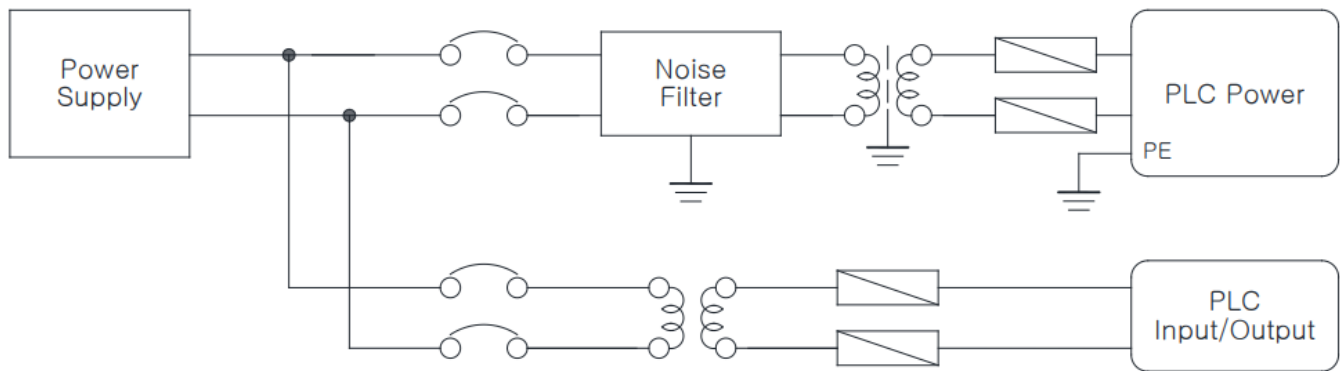 Power
Supply
Noise
Filter
PLC Power
PE
PLC
Input/Output